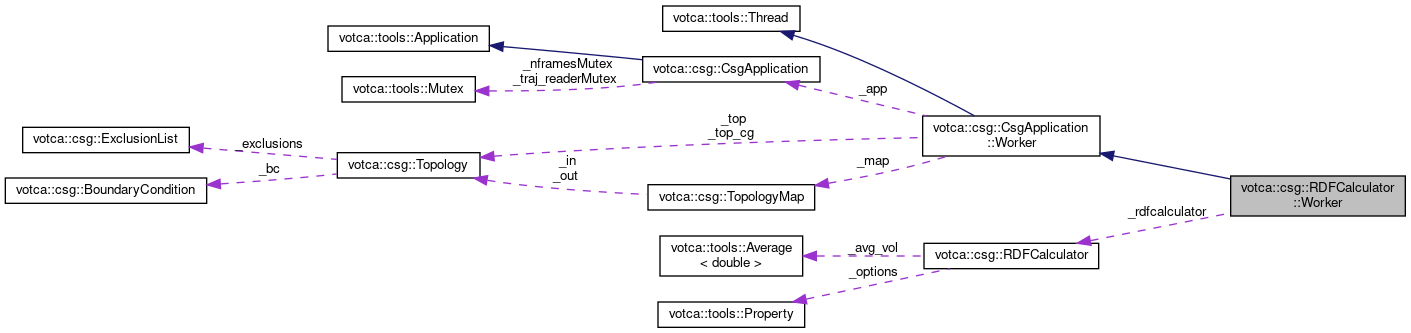 votca::tools::Thread
votca::tools::Application
_nframesMutex
votca::csg::CsgApplication
_traj_readerMutex
votca::tools::Mutex
_app
_top
votca::csg::CsgApplication
::Worker
_top_cg
votca::csg::ExclusionList
_exclusions
_in
_map
votca::csg::Topology
_bc
_out
votca::csg::BoundaryCondition
votca::csg::TopologyMap
votca::csg::RDFCalculator
::Worker
_rdfcalculator
votca::tools::Average
< double >
_avg_vol
votca::csg::RDFCalculator
_options
votca::tools::Property